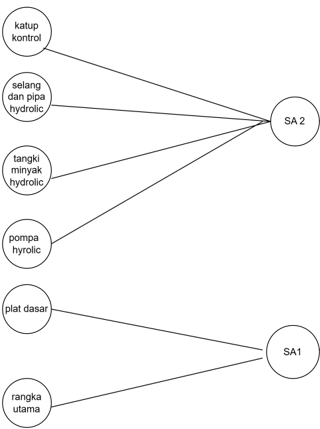 katup
kontrol
selang
dan pipa
hydrolic
SA 2
tangki
minyak
hydrolic
pompa
hyrolic
plat dasar
SA1
rangka
utama